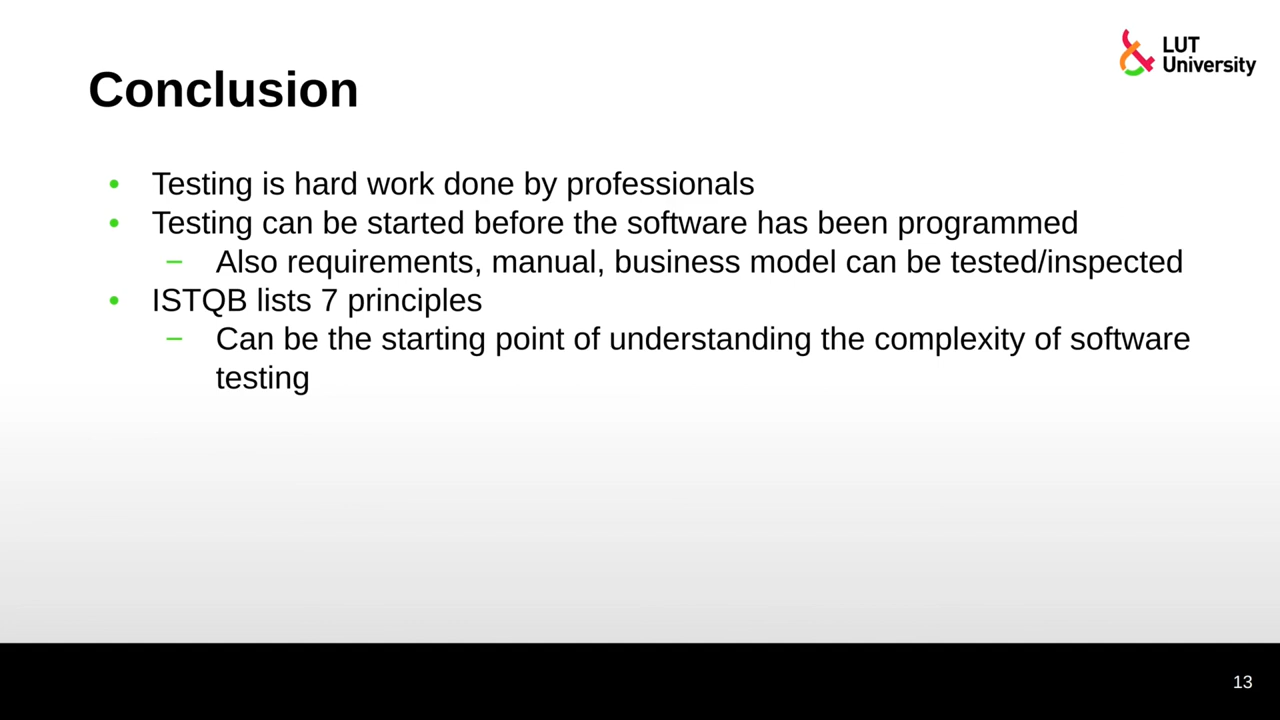 LUT
University
Conclusion
• Testing is hard work done by professionals
• Testing can be started before the software has been programmed
– Also requirements, manual, business model can be tested/inspected
• ISTQB lists 7 principles
– Can be the starting point of understanding the complexity of software
testing
13